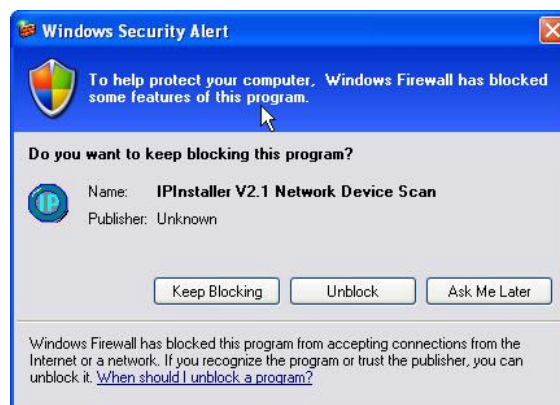 Windows Security Alert
To help protect your computer, Windows Firewall has blocked
some features of this program.
Do you want to keep blocking this program?
IP
Name: IPInstaller V2.1 Network Device Scan
Publisher: Unknown
Keep Blocking Unblock Ask Me Later
Windows Firewall has blocked this program from accepting connections from the
Internet or a network. If you recognize the program or trust the publisher, you can
unblock it. When should I unblock a program?